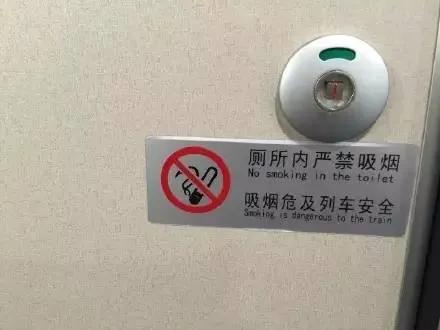 厕所内严禁吸烟
No smoking in the toilet
吸烟危及列车安全
Smoking is dangerous to the train